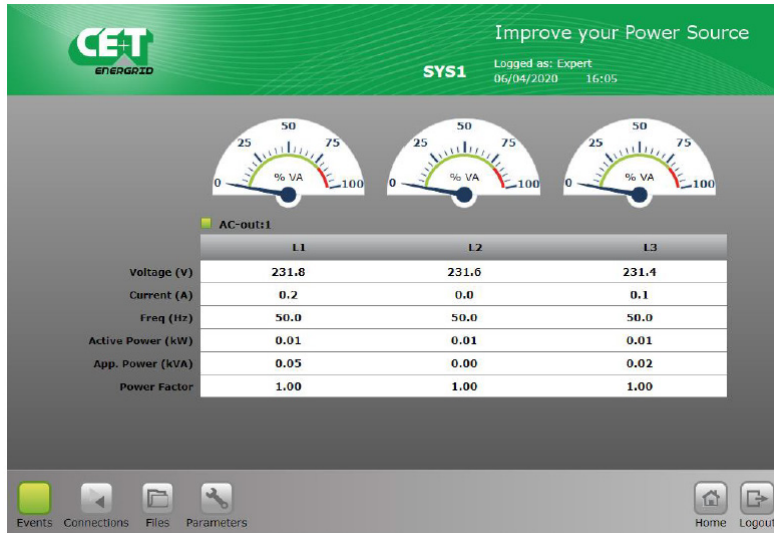 CE+T
ENERGRID
Improve your Power Source
SYS1
Logged as: Expert
06/04/2020 16:05
0 25 50 75 100
% VA
0 25 50 75 100
% VA
0 25 50 75 100
% VA
AC-out:1
L1 L2 L3
Voltage (V) 231.8 231.6 231.4
Current (A) 0.2 0.0 0.1
Freq (Hz) 50.0 50.0 50.0
Active Power (kW) 0.01 0.01 0.01
App. Power (kVA) 0.05 0.00 0.02
Power Factor 1.00 1.00 1.00
Events Connections Files Parameters Home Logout